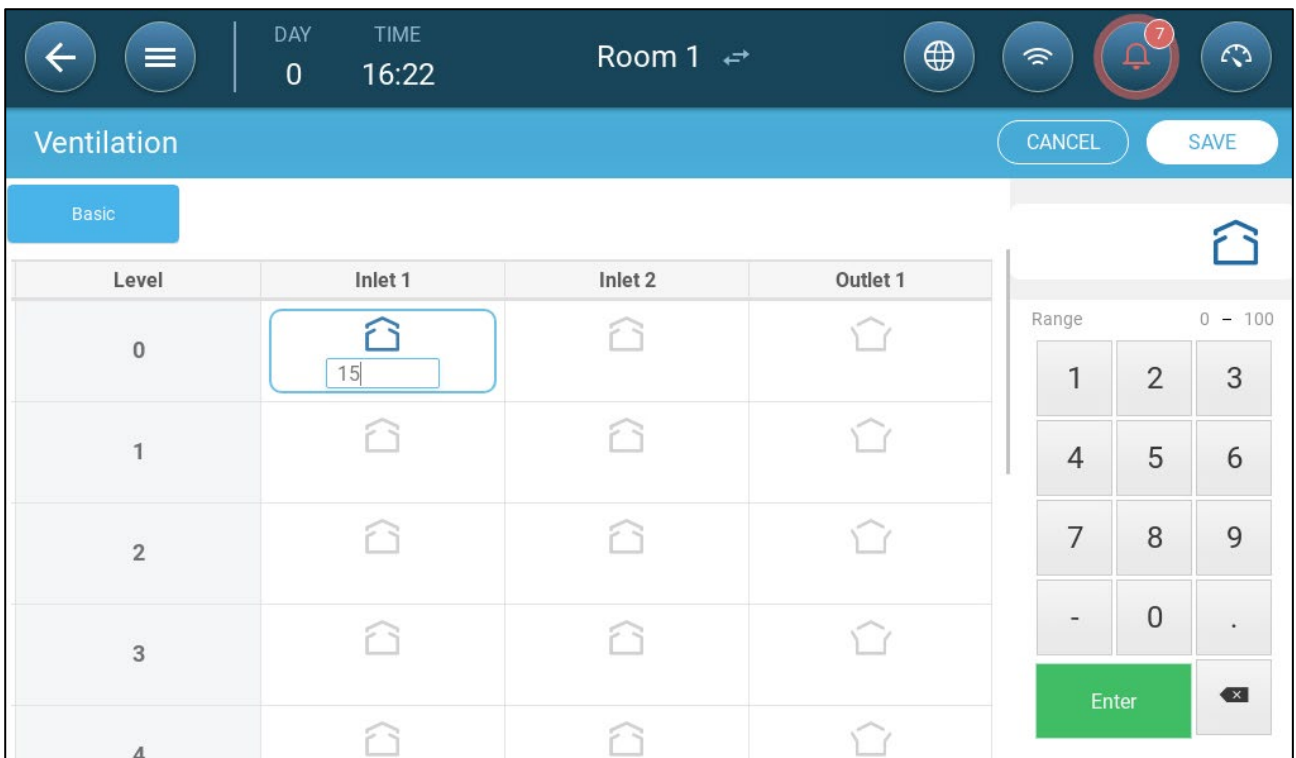 DAY TIME
0 16:22 Room 1 7
Ventilation CANCEL SAVE
Basic
Level Inlet 1 Inlet 2 Outlet 1
0 15
1
2
3
4
Range 0 – 100
1 2 3
4 5 6
7 8 9
- 0 .
Enter